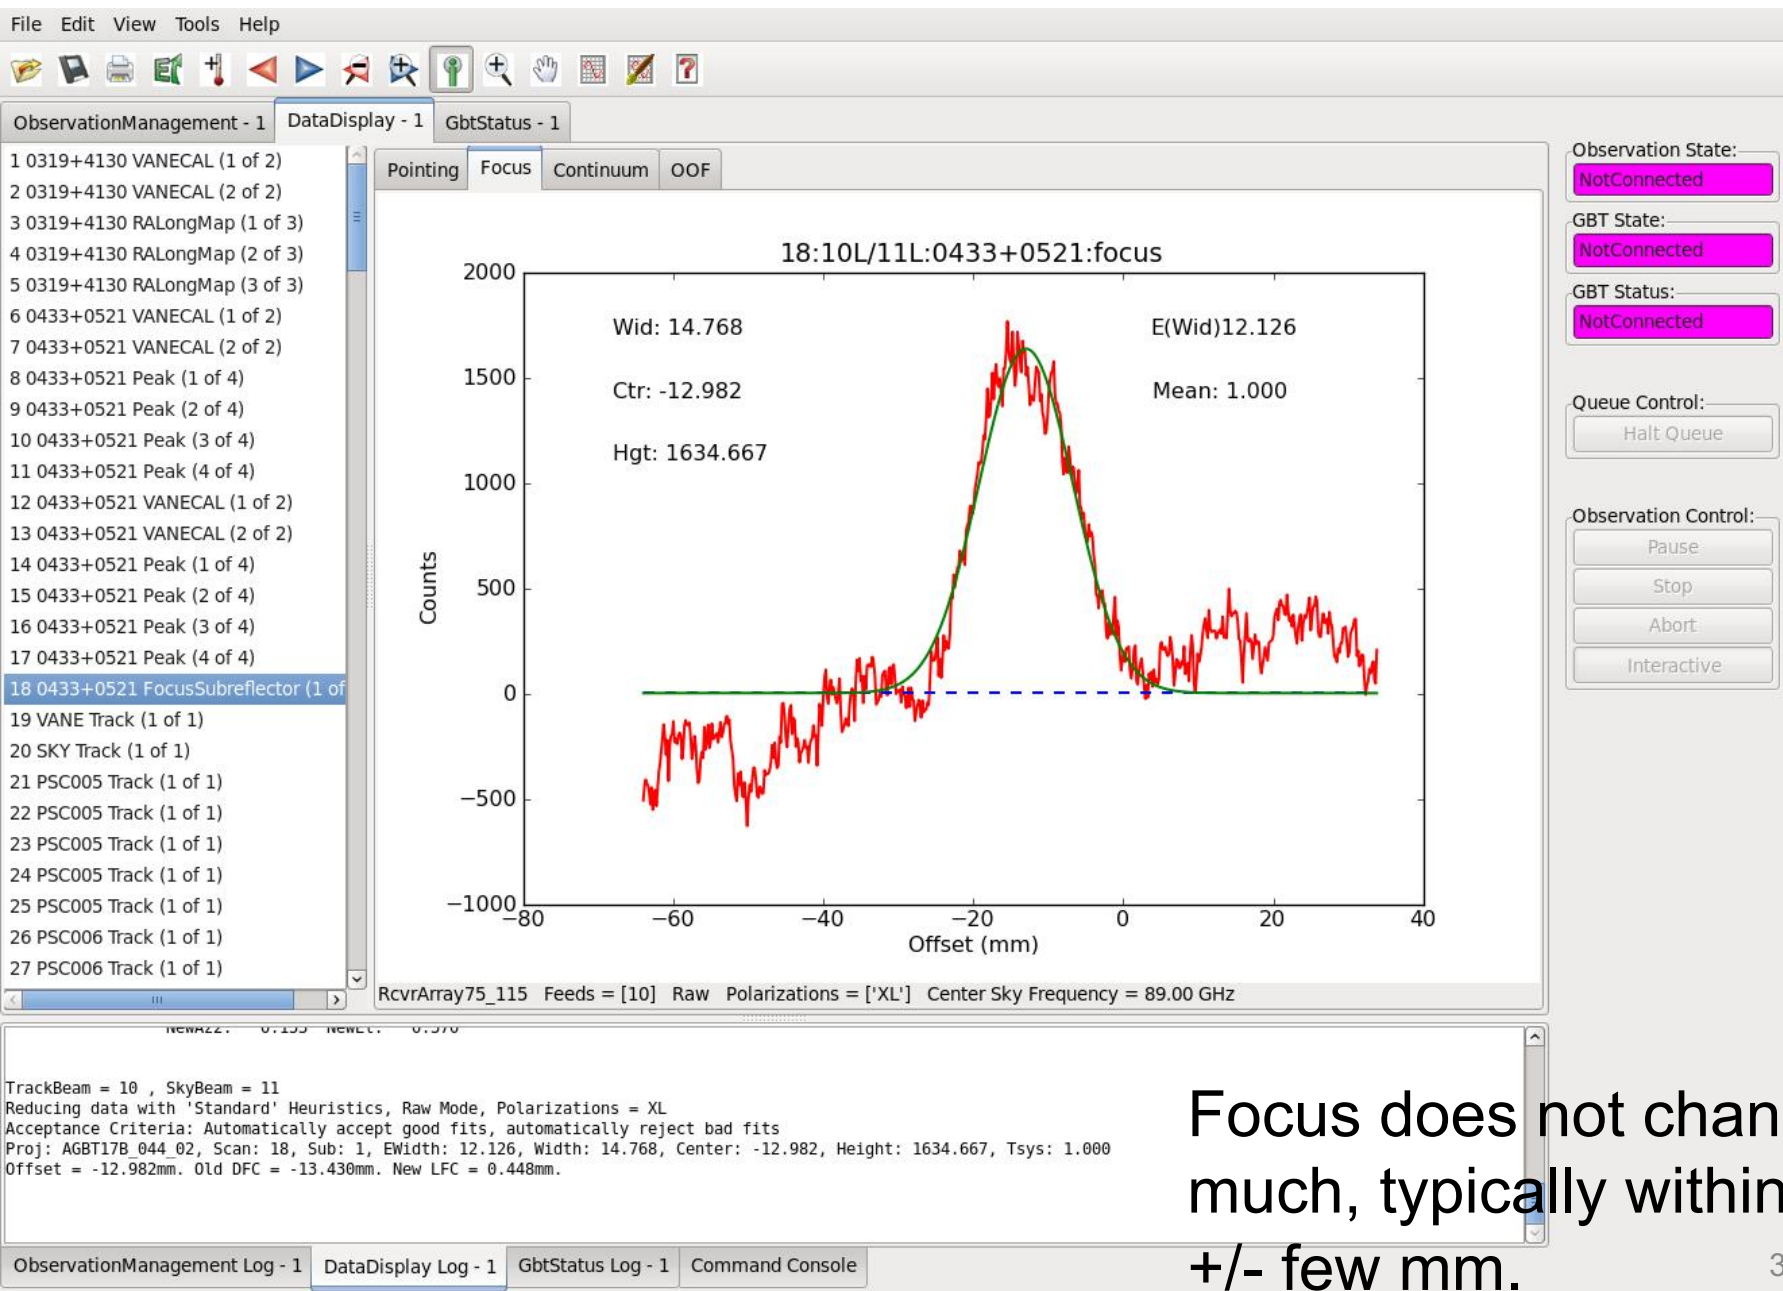 File Edit View Tools Help
ObservationManagement - 1 DataDisplay - 1 GbtStatus - 1
1 0319+4130 VANECAL (1 of 2)
2 0319+4130 VANECAL (2 of 2)
3 0319+4130 RALongMap (1 of 3)
4 0319+4130 RALongMap (2 of 3)
5 0319+4130 RALongMap (3 of 3)
6 0433+0521 VANECAL (1 of 2)
7 0433+0521 VANECAL (2 of 2)
8 0433+0521 Peak (1 of 4)
9 0433+0521 Peak (2 of 4)
10 0433+0521 Peak (3 of 4)
11 0433+0521 Peak (4 of 4)
12 0433+0521 VANECAL (1 of 2)
13 0433+0521 VANECAL (2 of 2)
14 0433+0521 Peak (1 of 4)
15 0433+0521 Peak (2 of 4)
16 0433+0521 Peak (3 of 4)
17 0433+0521 Peak (4 of 4)
18 0433+0521 FocusSubreflector (1 of
19 VANE Track (1 of 1)
20 SKY Track (1 of 1)
21 PSC005 Track (1 of 1)
22 PSC005 Track (1 of 1)
23 PSC005 Track (1 of 1)
24 PSC005 Track (1 of 1)
25 PSC005 Track (1 of 1)
26 PSC006 Track (1 of 1)
27 PSC006 Track (1 of 1)
Pointing Focus Continuum OOF
18:10L/11L:0433+0521:focus
Wid: 14.768 E(Wid)12.126
Ctr: -12.982 Mean: 1.000
Hgt: 1634.667
2000
1500
1000
500
0
−500
−1000
Counts
−80 −60 −40 −20 0 20 40
Offset (mm)
RcvrArray75_115 Feeds = [10] Raw Polarizations = ['XL'] Center Sky Frequency = 89.00 GHz
Observation State:
NotConnected
GBT State:
NotConnected
GBT Status:
NotConnected
Queue Control:
Halt Queue
Observation Control:
Pause
Stop
Abort
Interactive
TrackBeam = 10 , SkyBeam = 11
Reducing data with 'Standard' Heuristics, Raw Mode, Polarizations = XL
Acceptance Criteria: Automatically accept good fits, automatically reject bad fits
Proj: AGBT17B_044_02, Scan: 18, Sub: 1, EWidth: 12.126, Width: 14.768, Center: -12.982, Height: 1634.667, Tsys: 1.000
Offset = -12.982mm. Old DFC = -13.430mm. New LFC = 0.448mm.
ObservationManagement Log - 1 DataDisplay Log - 1 GbtStatus Log - 1 Command Console
Focus does not chan
much, typically within
+/- few mm.
3